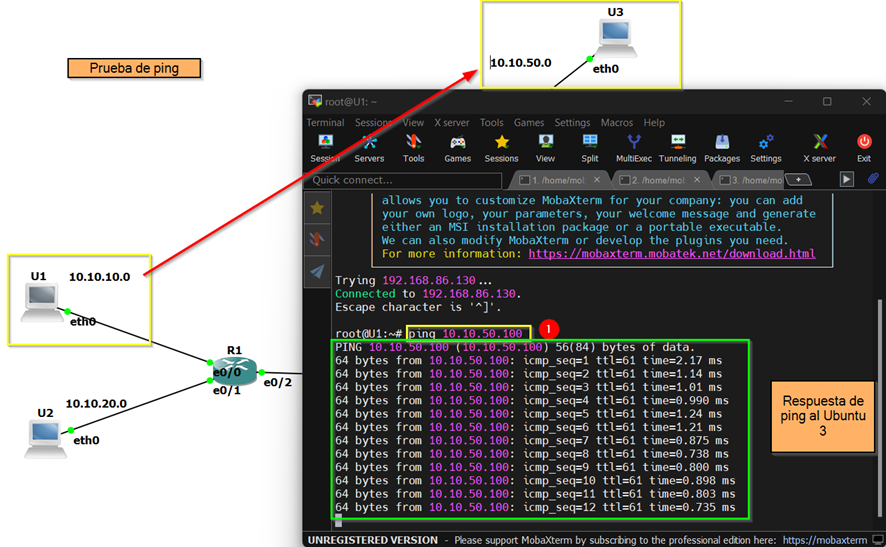 U3
10.10.50.0
eth0
Prueba de ping
root@U1: ~
Terminal Sessions View X server Tools Games Settings Macros Help
Session Servers Tools Games Sessions View Split MultiExec Tunneling Packages Settings X server Exit
Quick connect...
1. /home/mob 2. /home/mob 3. /home/mob
allows you to customize MobaXterm for your company: you can add
your own logo, your parameters, your welcome message and generate
either an MSI installation package or a portable executable.
We can also modify MobaXterm or develop the plugins you need.
For more information: https://mobaxterm.mobatek.net/download.html
Trying 192.168.86.130...
Connected to 192.168.86.130.
Escape character is '^]'.
root@U1:~# ping 10.10.50.100
1
PING 10.10.50.100 (10.10.50.100) 56(84) bytes of data.
64 bytes from 10.10.50.100: icmp_seq=1 ttl=61 time=2.17 ms
64 bytes from 10.10.50.100: icmp_seq=2 ttl=61 time=1.14 ms
64 bytes from 10.10.50.100: icmp_seq=3 ttl=61 time=1.01 ms
64 bytes from 10.10.50.100: icmp_seq=4 ttl=61 time=0.990 ms
64 bytes from 10.10.50.100: icmp_seq=5 ttl=61 time=1.24 ms
64 bytes from 10.10.50.100: icmp_seq=6 ttl=61 time=1.21 ms
64 bytes from 10.10.50.100: icmp_seq=7 ttl=61 time=0.875 ms
64 bytes from 10.10.50.100: icmp_seq=8 ttl=61 time=0.738 ms
64 bytes from 10.10.50.100: icmp_seq=9 ttl=61 time=0.800 ms
64 bytes from 10.10.50.100: icmp_seq=10 ttl=61 time=0.898 ms
64 bytes from 10.10.50.100: icmp_seq=11 ttl=61 time=0.803 ms
64 bytes from 10.10.50.100: icmp_seq=12 ttl=61 time=0.735 ms
UNREGISTERED VERSION - Please support MobaXterm by subscribing to the professional edition here: https://mobaxterm
U1
10.10.10.0
eth0
R1
e0/0
e0/1
e0/2
U2
10.10.20.0
eth0
Respuesta de
ping al Ubuntu
3